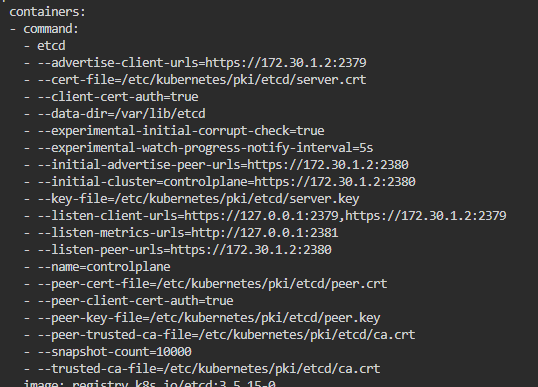 containers:
- command:
- etcd
- --advertise-client-urls=https://172.30.1.2:2379
- --cert-file=/etc/kubernetes/pki/etcd/server.crt
- --client-cert-auth=true
- --data-dir=/var/lib/etcd
- --experimental-initial-corrupt-check=true
- --experimental-watch-progress-notify-interval=5s
- --initial-advertise-peer-urls=https://172.30.1.2:2380
- --initial-cluster=controlplane=https://172.30.1.2:2380
- --key-file=/etc/kubernetes/pki/etcd/server.key
- --listen-client-urls=https://127.0.0.1:2379,https://172.30.1.2:2379
- --listen-metrics-urls=http://127.0.0.1:2381
- --listen-peer-urls=https://172.30.1.2:2380
- --name=controlplane
- --peer-cert-file=/etc/kubernetes/pki/etcd/peer.crt
- --peer-client-cert-auth=true
- --peer-key-file=/etc/kubernetes/pki/etcd/peer.key
- --peer-trusted-ca-file=/etc/kubernetes/pki/etcd/ca.crt
- --snapshot-count=10000
- --trusted-ca-file=/etc/kubernetes/pki/etcd/ca.crt
image: registry.k8s.io/etcd:3.5.15-0